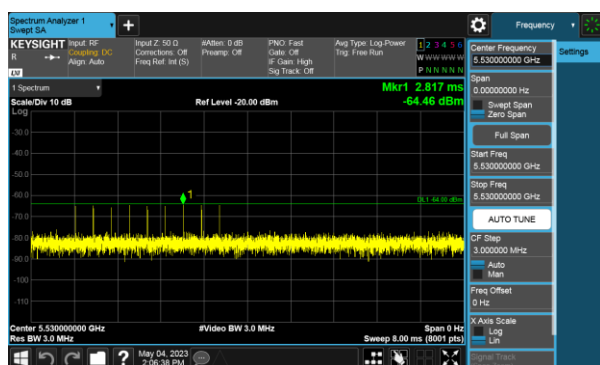 Spectrum Analyzer 1
Swept SA
Frequency
KEYSIGHT
R
Input: RF
Coupling: DC
Align: Auto
Input Z: 50 Ω
Corrections: Off
Freq Ref: Int (S)
#Atten: 0 dB
Preamp: Off
PNO: Fast
Gate: Off
IF Gain: High
Sig Track: Off
Avg Type: Log-Power
Trig: Free Run
1 2 3 4 5 6
W W W W W W
P N N N N N
1 Spectrum
Mkr1 2.817 ms
-64.46 dBm
Scale/Div 10 dB
Ref Level -20.00 dBm
Log
-30.0
-40.0
-50.0
-60.0
-70.0
-80.0
-90.0
-100
-110
1
DL1 -64.00 dBm
Center 5.530000000 GHz
Res BW 3.0 MHz
#Video BW 3.0 MHz
Span 0 Hz
Sweep 8.00 ms (8001 pts)
May 04, 2023
2:06:38 PM
Center Frequency
5.530000000 GHz
Settings
Span
0.00000000 Hz
Swept Span
Zero Span
Full Span
Start Freq
5.530000000 GHz
Stop Freq
5.530000000 GHz
AUTO TUNE
CF Step
3.000000 MHz
Auto
Man
Freq Offset
0 Hz
X Axis Scale
Log
Lin
Signal Track